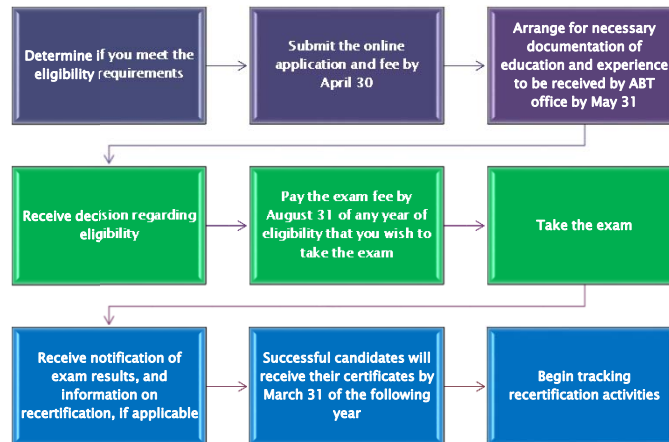 Determine if you meet the
eligibility requirements
Submit the online
application and fee by
April 30
Arrange for necessary
documentation of
education and experience
to be received by ABT
office by May 31
Receive decision regarding
eligibility
Pay the exam fee by
August 31 of any year of
eligibility that you wish to
take the exam
Take the exam
Receive notification of
exam results, and
information on
recertification, if applicable
Successful candidates will
receive their certificates by
March 31 of the following
year
Begin tracking
recertification activities